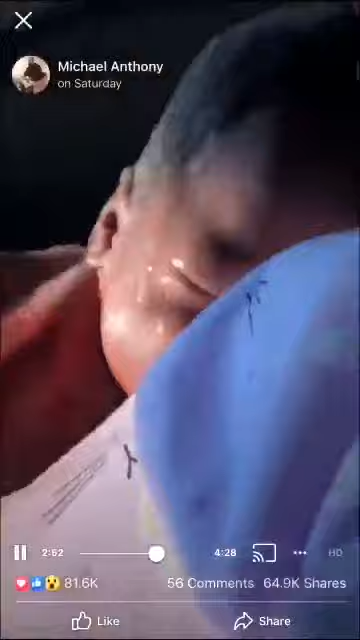 Michael Anthony
on Saturday
2:52
4:28
HD
81.6K
56 Comments 64.9K Shares
Like
Share